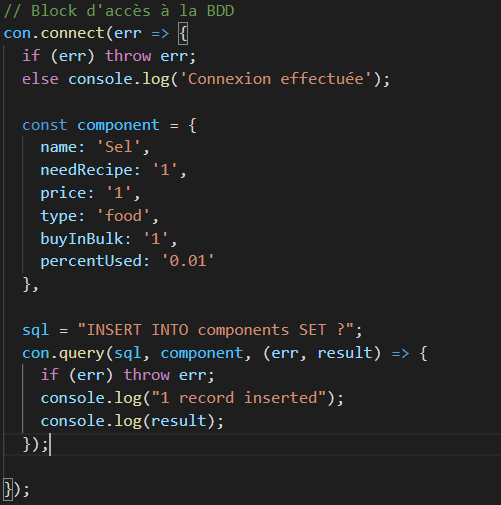 // Block d'accès à la BDD
con.connect(err => {
  if (err) throw err;
  else console.log('Connexion effectuée');
  const component = {
    name: 'Sel',
    needRecipe: '1',
    price: '1',
    type: 'food',
    buyInBulk: '1',
    percentUsed: '0.01'
  },
  sql = "INSERT INTO components SET ?";
  con.query(sql, component, (err, result) => {
    if (err) throw err;
    console.log("1 record inserted");
    console.log(result);
  });
});